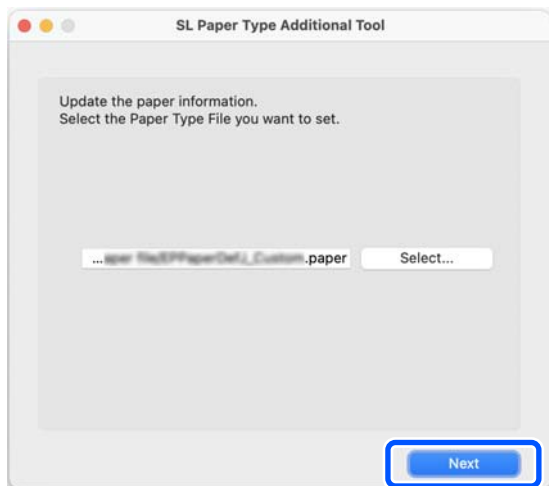 SL Paper Type Additional Tool
Update the paper information.
Select the Paper Type File you want to set.
... .paper
Select...
Next